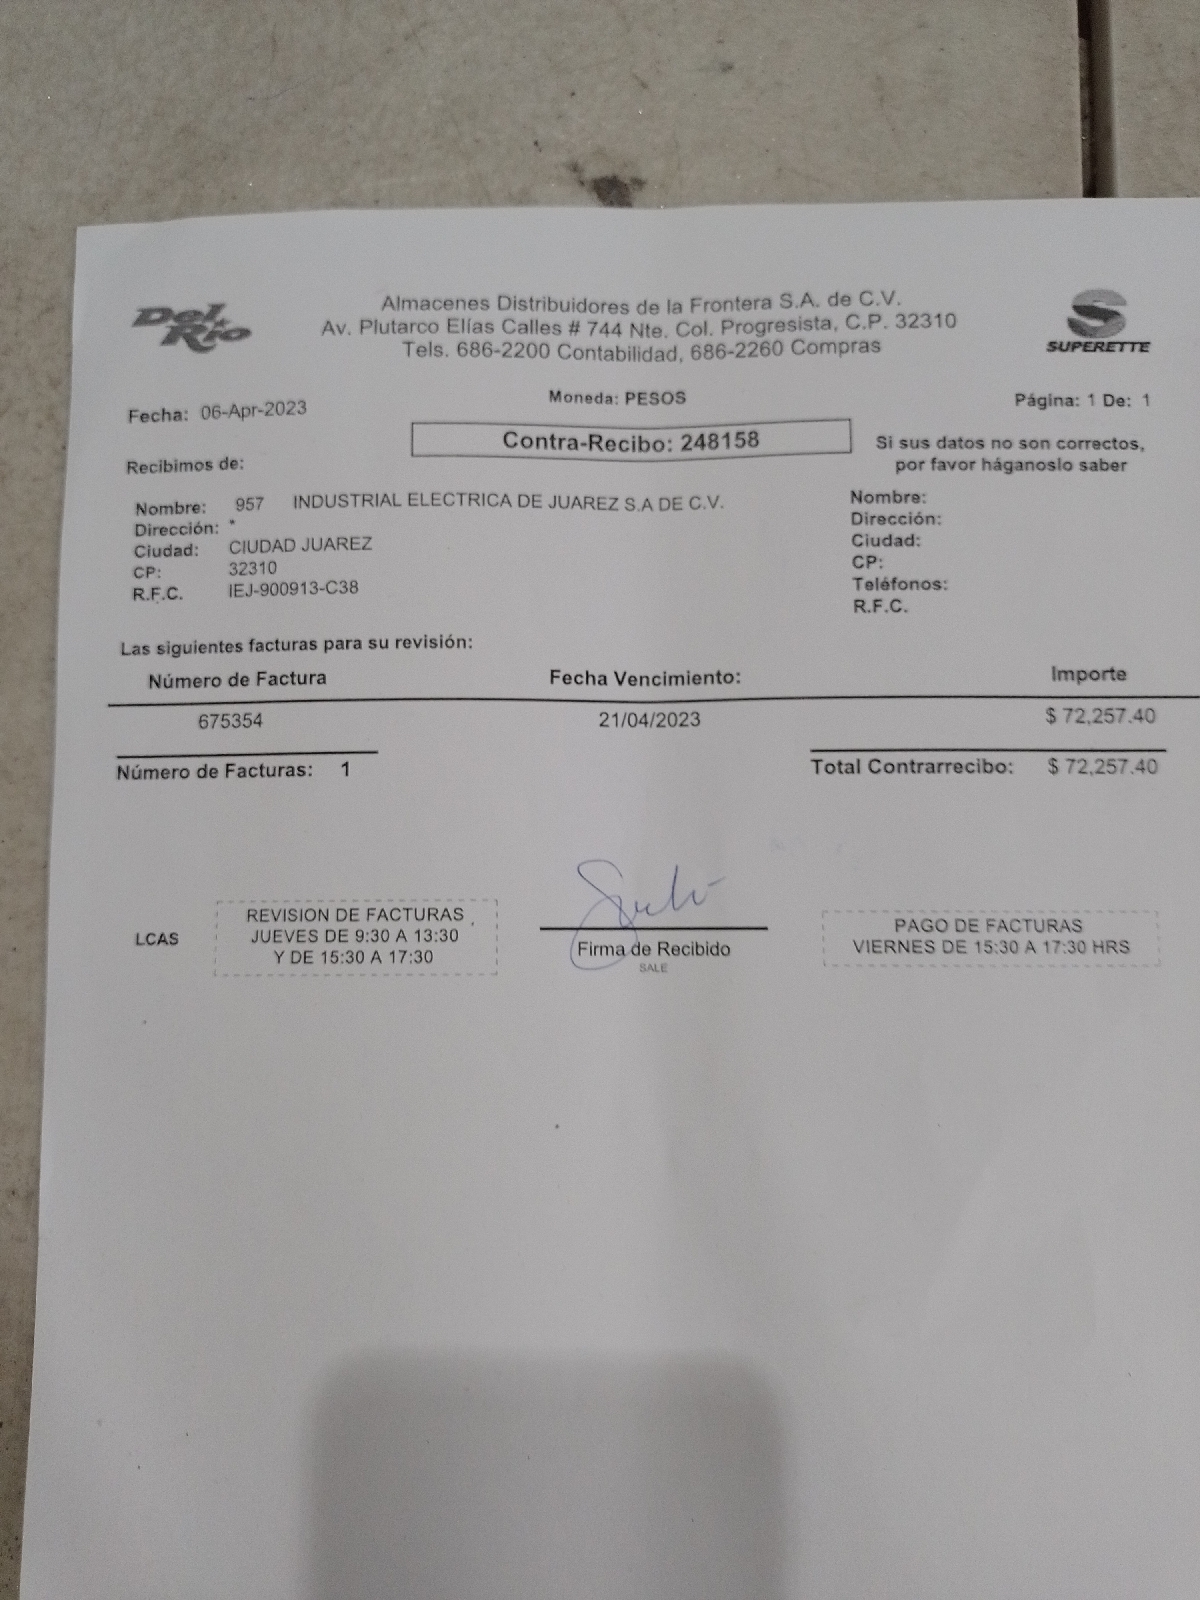 Del Rio
Almacenes Distribuidores de la Frontera S.A. de C.V.
Av. Plutarco Elías Calles # 744 Nte. Col. Progresista, C.P. 32310
Tels. 686-2200 Contabilidad, 686-2260 Compras
SUPERETTE
Fecha: 06-Apr-2023
Moneda: PESOS
Página: 1 De: 1
Contra-Recibo: 248158
Si sus datos no son correctos,
por favor háganoslo saber
Recibimos de:
Nombre: 957 INDUSTRIAL ELECTRICA DE JUAREZ S.A DE C.V.
Dirección: *
Ciudad: CIUDAD JUAREZ
CP: 32310
R.F.C. IEJ-900913-C38
Nombre:
Dirección:
Ciudad:
CP:
Teléfonos:
R.F.C.
Las siguientes facturas para su revisión:
Número de Factura Fecha Vencimiento: Importe
675354 21/04/2023 $ 72,257.40
Número de Facturas: 1 Total Contrarrecibo: $ 72,257.40
LCAS
REVISION DE FACTURAS
JUEVES DE 9:30 A 13:30
Y DE 15:30 A 17:30
Firma de Recibido
SALE
PAGO DE FACTURAS
VIERNES DE 15:30 A 17:30 HRS